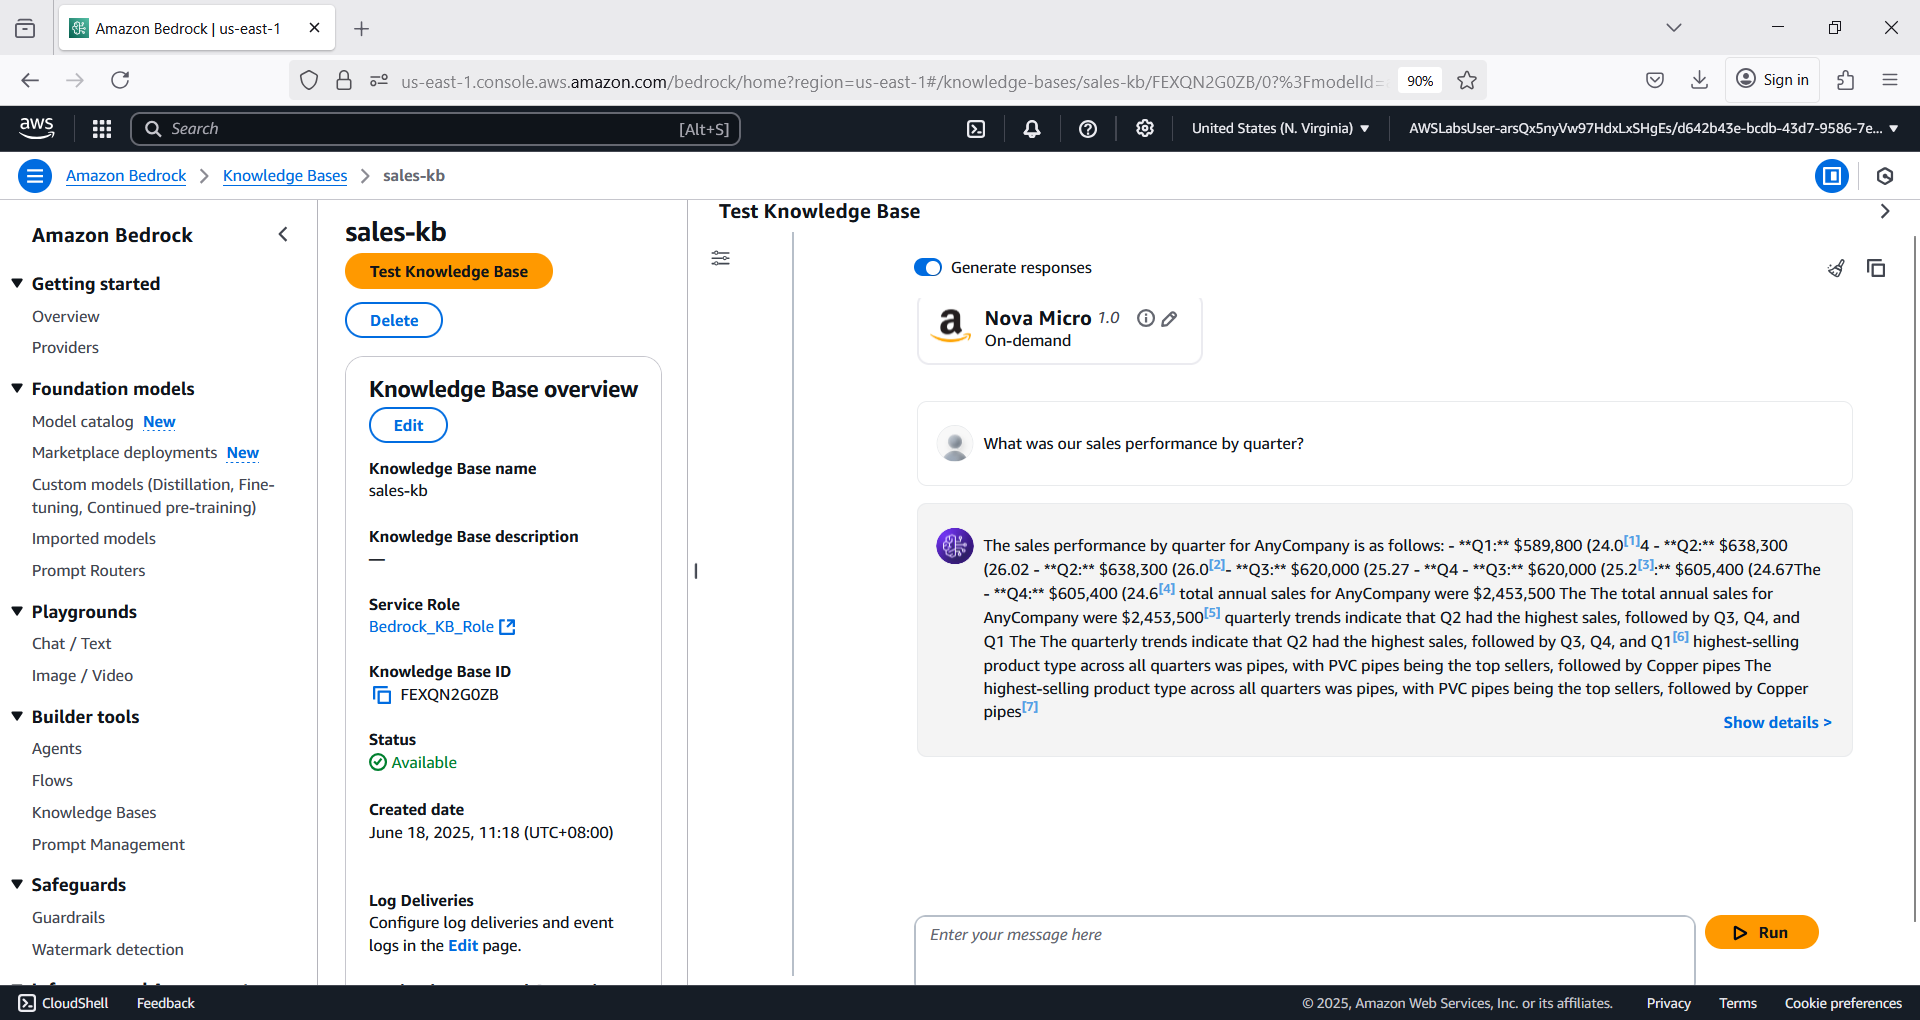 Amazon Bedrock | us-east-1
us-east-1.console.aws.amazon.com/bedrock/home?region=us-east-1#/knowledge-bases/sales-kb/FEXQN2G0ZB/0?%3FmodelId=
90%
Sign in
aws
Search
[Alt+S]
United States (N. Virginia)
AWSLabsUser-arsQx5nyVw97HdxLxSHgEs/d642b43e-bcdb-43d7-9586-7e...
Amazon Bedrock
Knowledge Bases
sales-kb
Amazon Bedrock
Getting started
Overview
Providers
Foundation models
Model catalog New
Marketplace deployments New
Custom models (Distillation, Fine-
tuning, Continued pre-training)
Imported models
Prompt Routers
Playgrounds
Chat / Text
Image / Video
Builder tools
Agents
Flows
Knowledge Bases
Prompt Management
Safeguards
Guardrails
Watermark detection
sales-kb
Test Knowledge Base
Delete
Knowledge Base overview
Edit
Knowledge Base name
sales-kb
Knowledge Base description
—
Service Role
Bedrock_KB_Role
Knowledge Base ID
FEXQN2G0ZB
Status
Available
Created date
June 18, 2025, 11:18 (UTC+08:00)
Log Deliveries
Configure log deliveries and event
logs in the Edit page.
Test Knowledge Base
Generate responses
Nova Micro 1.0
On-demand
What was our sales performance by quarter?
The sales performance by quarter for AnyCompany is as follows: - **Q1:** $589,800 (24.0[1]4 - **Q2:** $638,300
(26.02 - **Q2:** $638,300 (26.0[2]- **Q3:** $620,000 (25.27 - **Q4 - **Q3:** $620,000 (25.2[3]:** $605,400 (24.67The
- **Q4:** $605,400 (24.6[4] total annual sales for AnyCompany were $2,453,500 The The total annual sales for
AnyCompany were $2,453,500[5] quarterly trends indicate that Q2 had the highest sales, followed by Q3, Q4, and
Q1 The The quarterly trends indicate that Q2 had the highest sales, followed by Q3, Q4, and Q1[6] highest-selling
product type across all quarters was pipes, with PVC pipes being the top sellers, followed by Copper pipes The
highest-selling product type across all quarters was pipes, with PVC pipes being the top sellers, followed by Copper
pipes[7]
Show details >
Enter your message here
Run
CloudShell
Feedback
© 2025, Amazon Web Services, Inc. or its affiliates.
Privacy
Terms
Cookie preferences